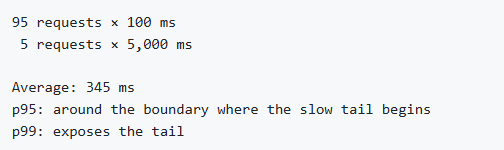 95 requests × 100 ms
5 requests × 5,000 ms
Average: 345 ms
p95: around the boundary where the slow tail begins
p99: exposes the tail